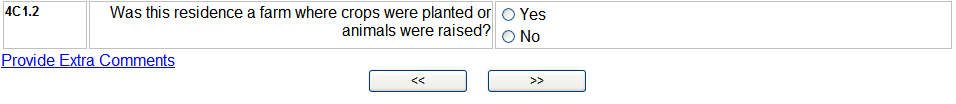 4C1.2
Was this residence a farm where crops were planted or
animals were raised?
Yes
No
Provide Extra Comments
<<
>>